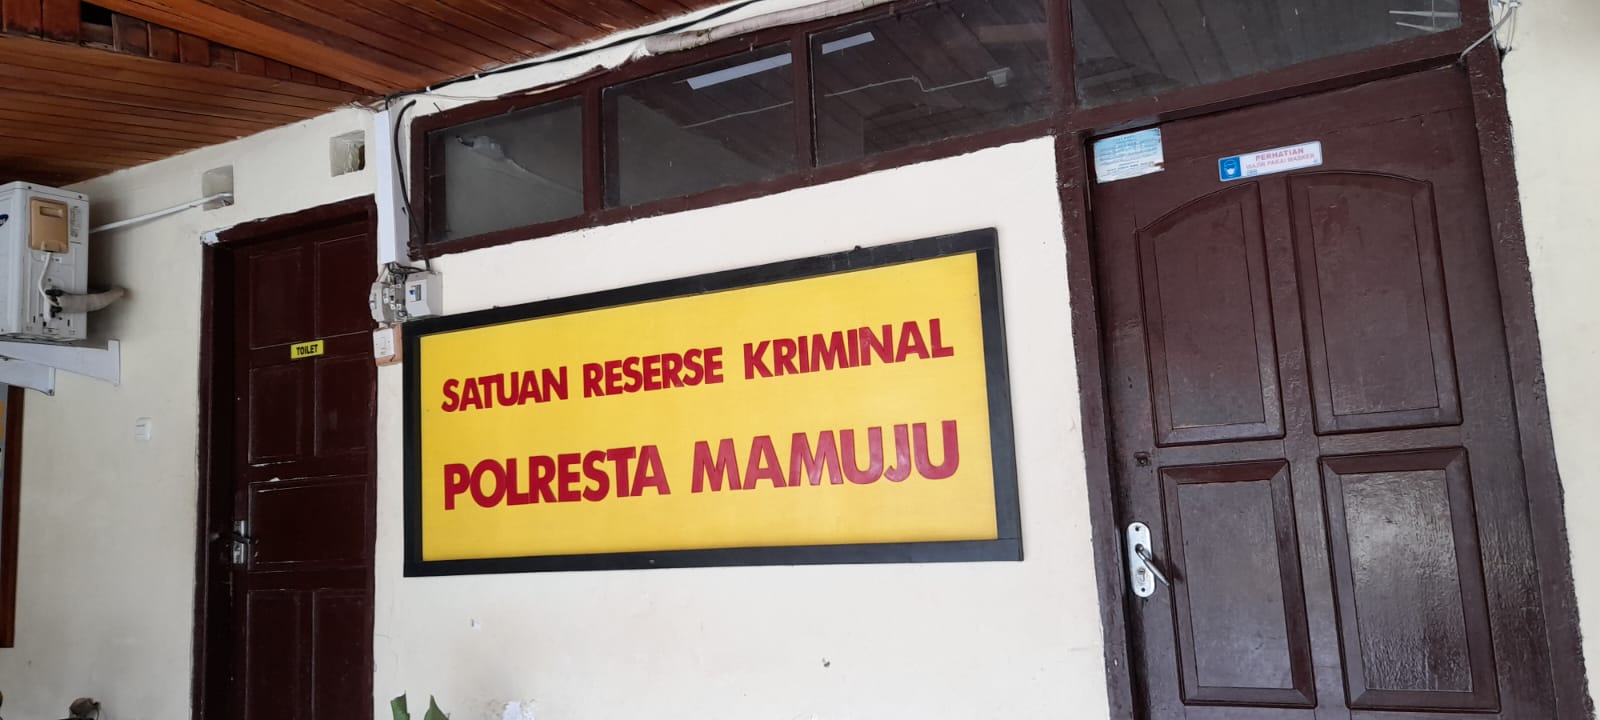 SATUAN RESERSE KRIMINAL
POLRESTA MAMUJU
TOILET
PERHATIAN
WAJIB PAKAI MASKER